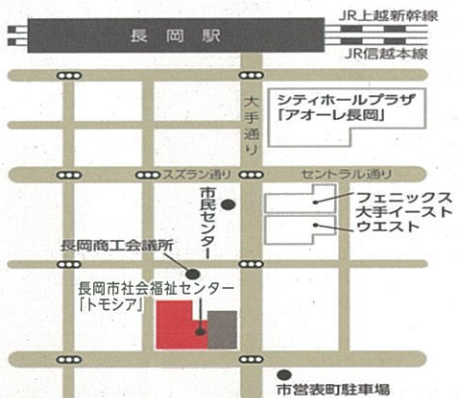 JR上越新幹線
長岡駅
JR信越本線
大手通り
シティホールプラザ
「アオーレ長岡」
スズラン通り
セントラル通り
市民センター
フェニックス
大手イースト
ウエスト
長岡商工会議所
長岡市社会福祉センター
「トモシア」
市営表町駐車場